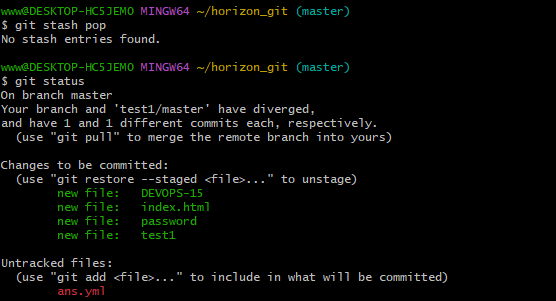 www@DESKTOP-HC5JEMO MINGW64 ~/horizon_git (master)
$ git stash pop
No stash entries found.
www@DESKTOP-HC5JEMO MINGW64 ~/horizon_git (master)
$ git status
On branch master
Your branch and 'test1/master' have diverged,
and have 1 and 1 different commits each, respectively.
  (use "git pull" to merge the remote branch into yours)
Changes to be committed:
  (use "git restore --staged <file>..." to unstage)
        new file:   DEVOPS-15
        new file:   index.html
        new file:   password
        new file:   test1
Untracked files:
  (use "git add <file>..." to include in what will be committed)
        ans.yml